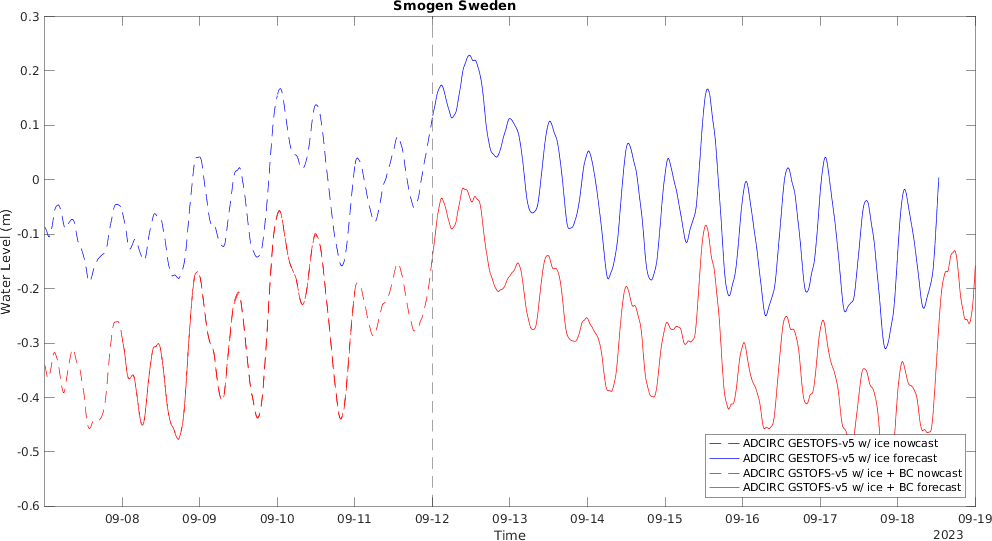 Smogen Sweden
0.3
0.2
0.1
0
-0.1
-0.2
-0.3
-0.4
-0.5
-0.6
Water Level (m)
ADCIRC GESTOFS-v5 w/ ice nowcast
ADCIRC GESTOFS-v5 w/ ice forecast
ADCIRC GSTOFS-v5 w/ ice + BC nowcast
ADCIRC GSTOFS-v5 w/ ice + BC forecast
09-08 09-09 09-10 09-11 09-12 09-13 09-14 09-15 09-16 09-17 09-18 09-19
Time
2023